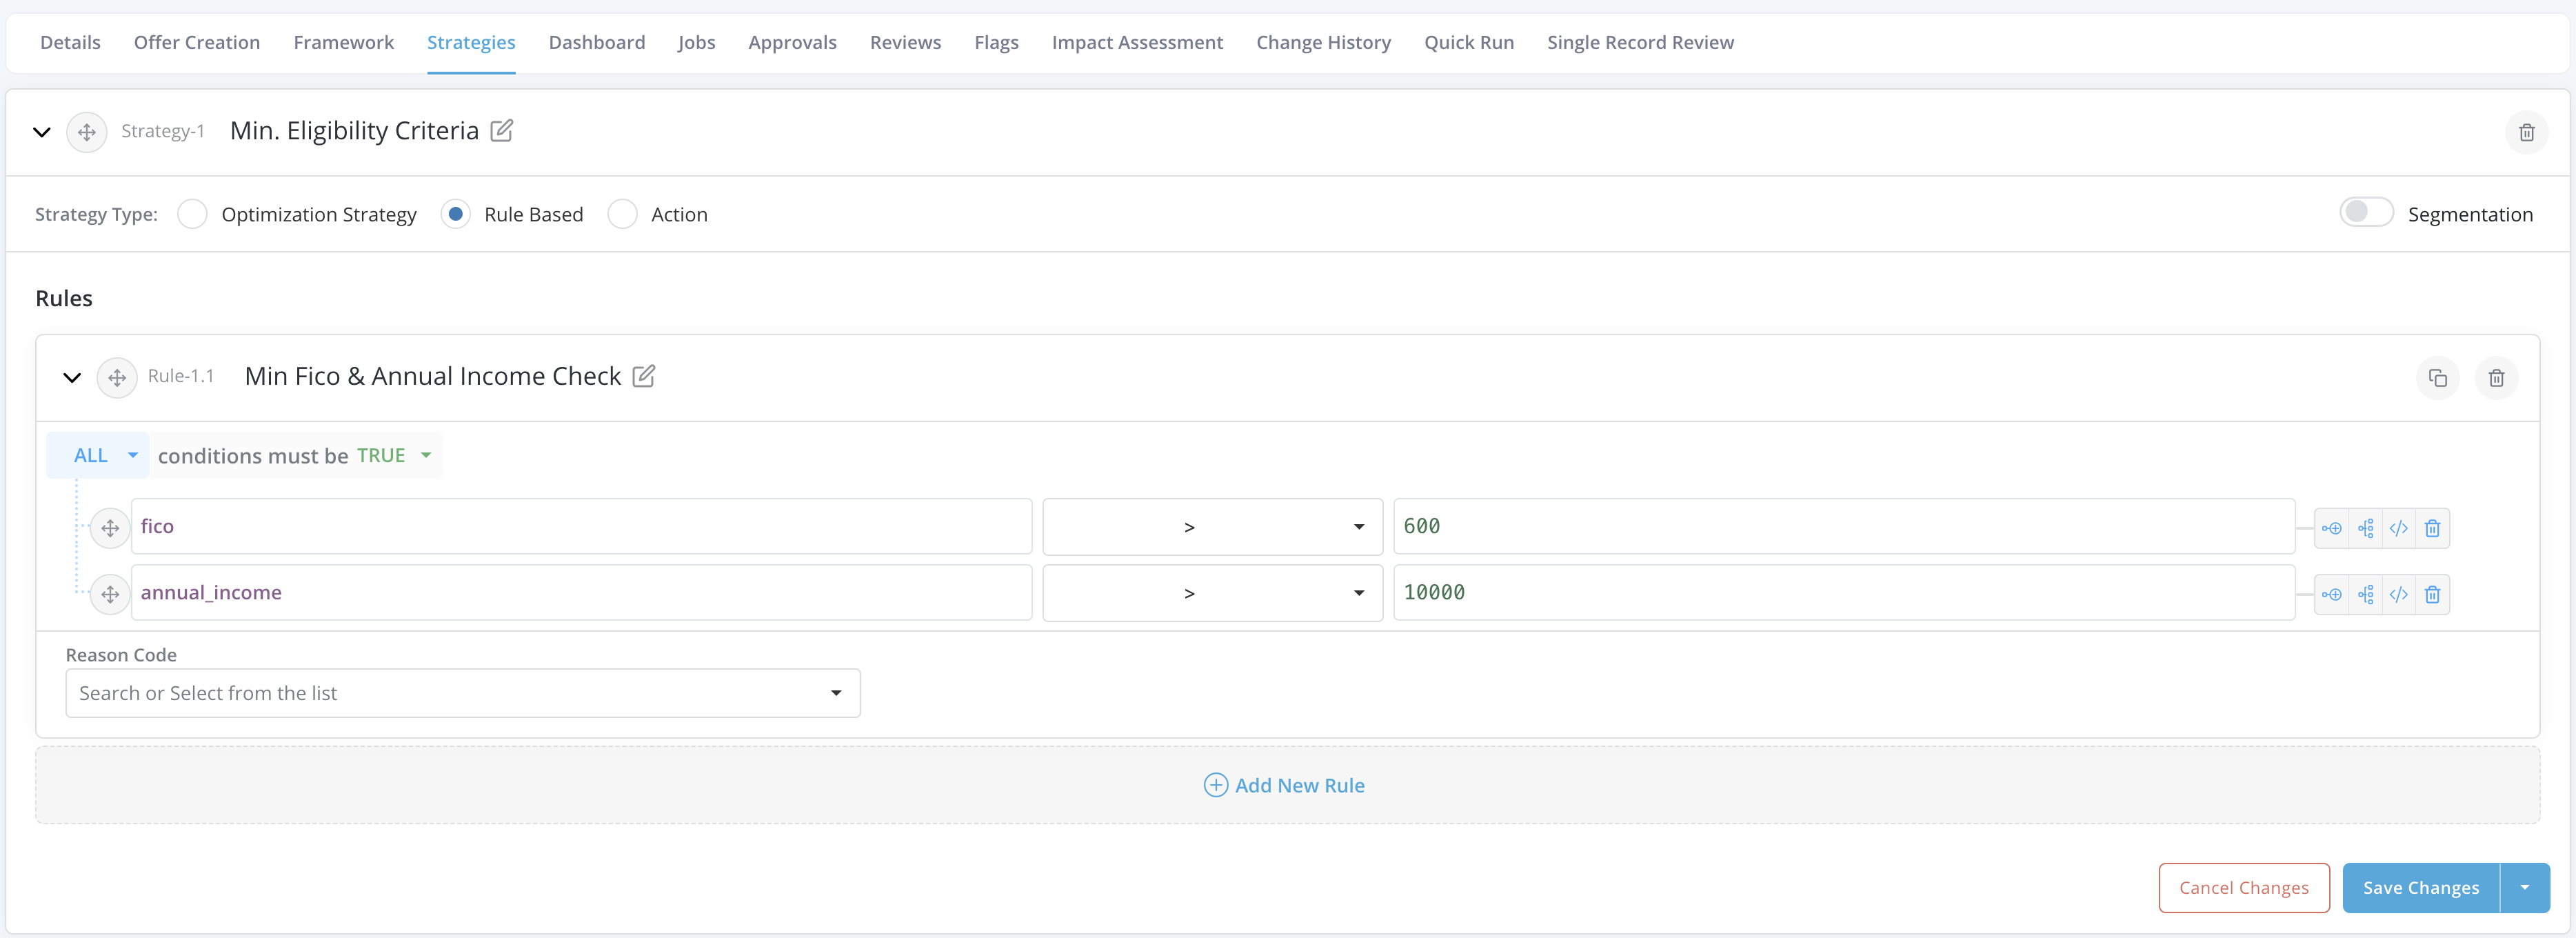 Details Offer Creation Framework Strategies Dashboard Jobs Approvals Reviews Flags Impact Assessment Change History Quick Run Single Record Review
Strategy-1 Min. Eligibility Criteria
Strategy Type: Optimization Strategy Rule Based Action Segmentation
Rules
Rule-1.1 Min Fico & Annual Income Check
ALL conditions must be TRUE
fico > 600
annual_income > 10000
Reason Code
Search or Select from the list
Add New Rule
Cancel Changes Save Changes